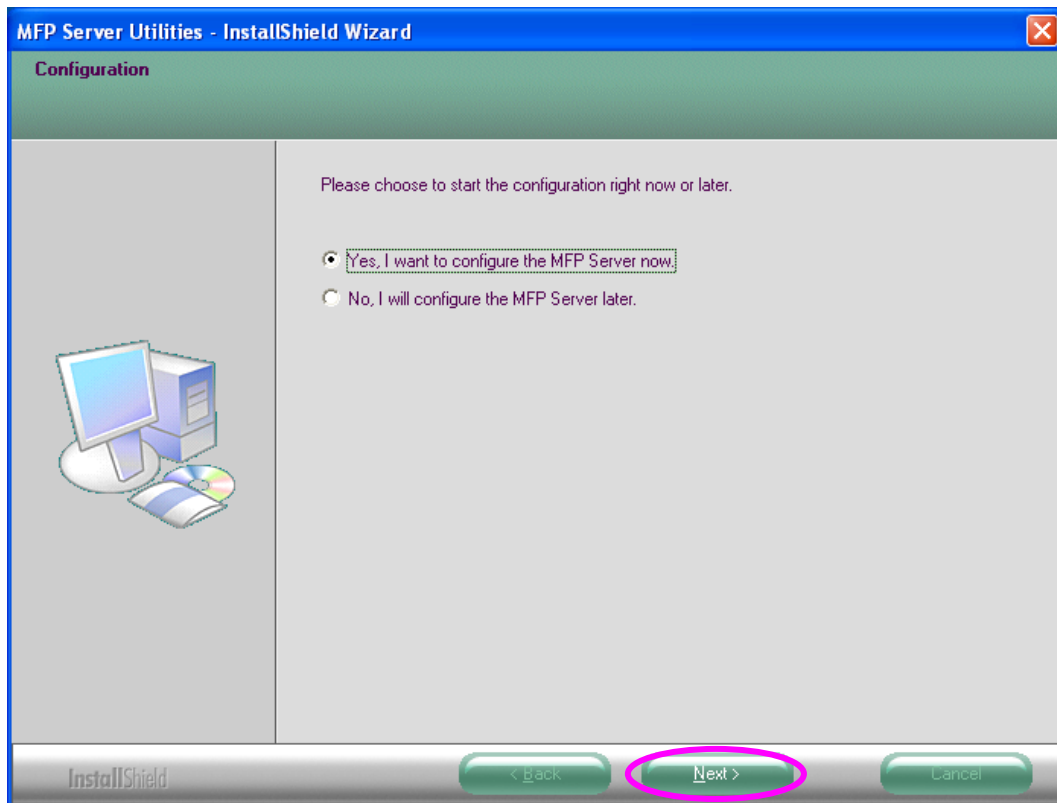 MFP Server Utilities - InstallShield Wizard
Configuration
Please choose to start the configuration right now or later.
Yes, I want to configure the MFP Server now.
No, I will configure the MFP Server later.
InstallShield
< Back
Next >
Cancel